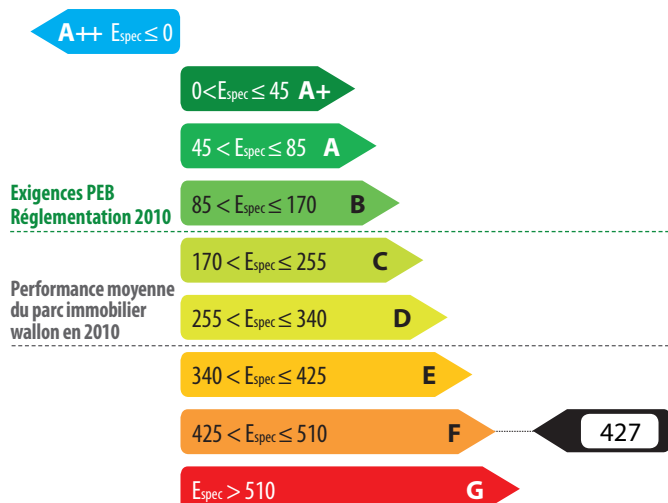 A++ Espec ≤ 0
0<Espec ≤ 45 A+
45 < Espec ≤ 85 A
Exigences PEB
Réglementation 2010
85 < Espec ≤ 170 B
170 < Espec ≤ 255 C
Performance moyenne
du parc immobilier
wallon en 2010
255 < Espec ≤ 340 D
340 < Espec ≤ 425 E
425 < Espec ≤ 510 F
427
Espec > 510 G